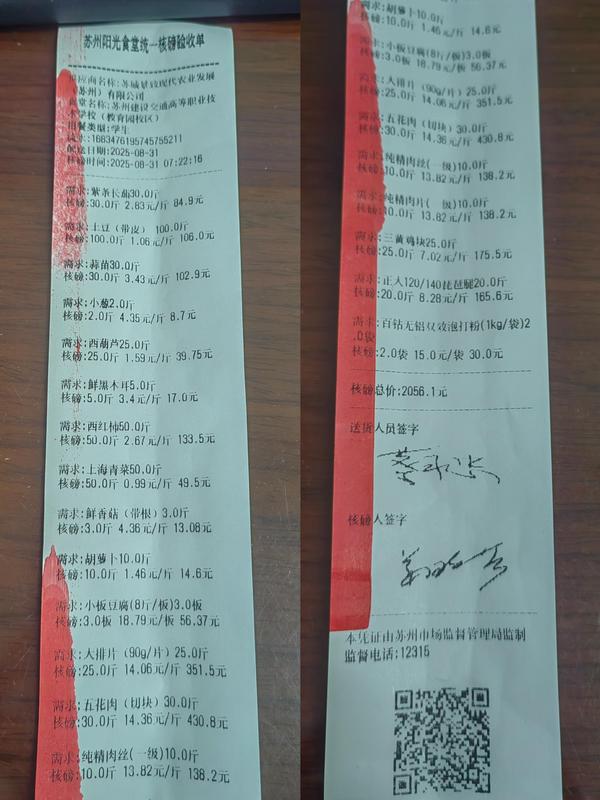 苏州阳光食堂统一核磅验收单
供应商名称:苏城景致现代农业发展
（苏州）有限公司
食堂名称:苏州建设交通高等职业技
术学校（教育园校区）
出餐类型:学生
单号:1683476195745755211
配送日期:2025-08-31
核磅时间:2025-08-31 07:22:16
需求:紫条长茄30.0斤
核磅:30.0斤 2.83元/斤 84.9元
需求:土豆（带皮）100.0斤
核磅:100.0斤 1.06元/斤 106.0元
需求:蒜苗30.0斤
核磅:30.0斤 3.43元/斤 102.9元
需求:小葱2.0斤
核磅:2.0斤 4.35元/斤 8.7元
需求:西葫芦25.0斤
核磅:25.0斤 1.59元/斤 39.75元
需求:鲜黑木耳5.0斤
核磅:5.0斤 3.4元/斤 17.0元
需求:西红柿50.0斤
核磅:50.0斤 2.67元/斤 133.5元
需求:上海青菜50.0斤
核磅:50.0斤 0.99元/斤 49.5元
需求:鲜香菇（带根）3.0斤
核磅:3.0斤 4.36元/斤 13.08元
需求:胡萝卜10.0斤
核磅:10.0斤 1.46元/斤 14.6元
需求:小板豆腐(8斤/板)3.0板
核磅:3.0板 18.79元/板 56.37元
需求:大排片（90g/片）25.0斤
核磅:25.0斤 14.06元/斤 351.5元
需求:五花肉（切块）30.0斤
核磅:30.0斤 14.36元/斤 430.8元
需求:纯精肉丝(一级)10.0斤
核磅:10.0斤 13.82元/斤 138.2元
需求:胡萝卜10.0斤
核磅:10.0斤 1.46元/斤 14.6元
需求:小板豆腐(8斤/板)3.0板
核磅:3.0板 18.79元/板 56.37元
需求:大排片（90g/片）25.0斤
核磅:25.0斤 14.06元/斤 351.5元
需求:五花肉（切块）30.0斤
核磅:30.0斤 14.36元/斤 430.8元
需求:纯精肉丝(一级)10.0斤
核磅:10.0斤 13.82元/斤 138.2元
需求:纯精肉片( 级)10.0斤
核磅:10.0斤 13.82元/斤 138.2元
需求:三黄鸡块25.0斤
核磅:25.0斤 7.02元/斤 175.5元
需求:正大120/140琵琶腿20.0斤
核磅:20.0斤 8.28元/斤 165.6元
需求:百钻无铝双效泡打粉(1kg/袋)2
.0袋
核磅:2.0袋 15.0元/袋 30.0元
核磅总价:2056.1元
送货人员签字
核磅人签字
本凭证由苏州市场监督管理局监制
监督电话:12315